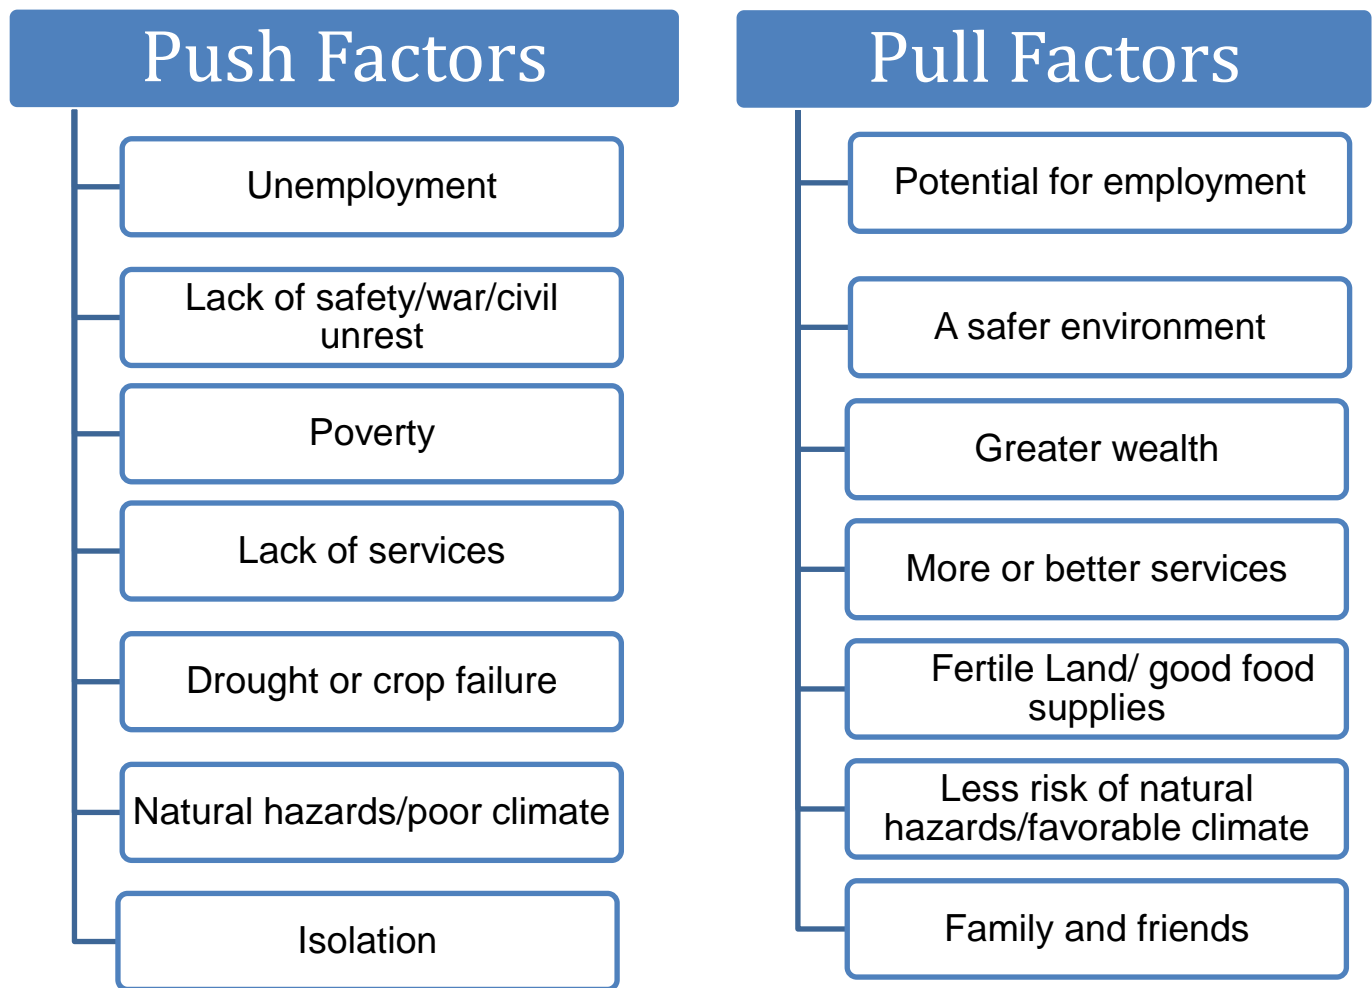 Push Factors
Unemployment
Lack of safety/war/civil
unrest
Poverty
Lack of services
Drought or crop failure
Natural hazards/poor climate
Isolation
Pull Factors
Potential for employment
A safer environment
Greater wealth
More or better services
Fertile Land/ good food
supplies
Less risk of natural
hazards/favorable climate
Family and friends